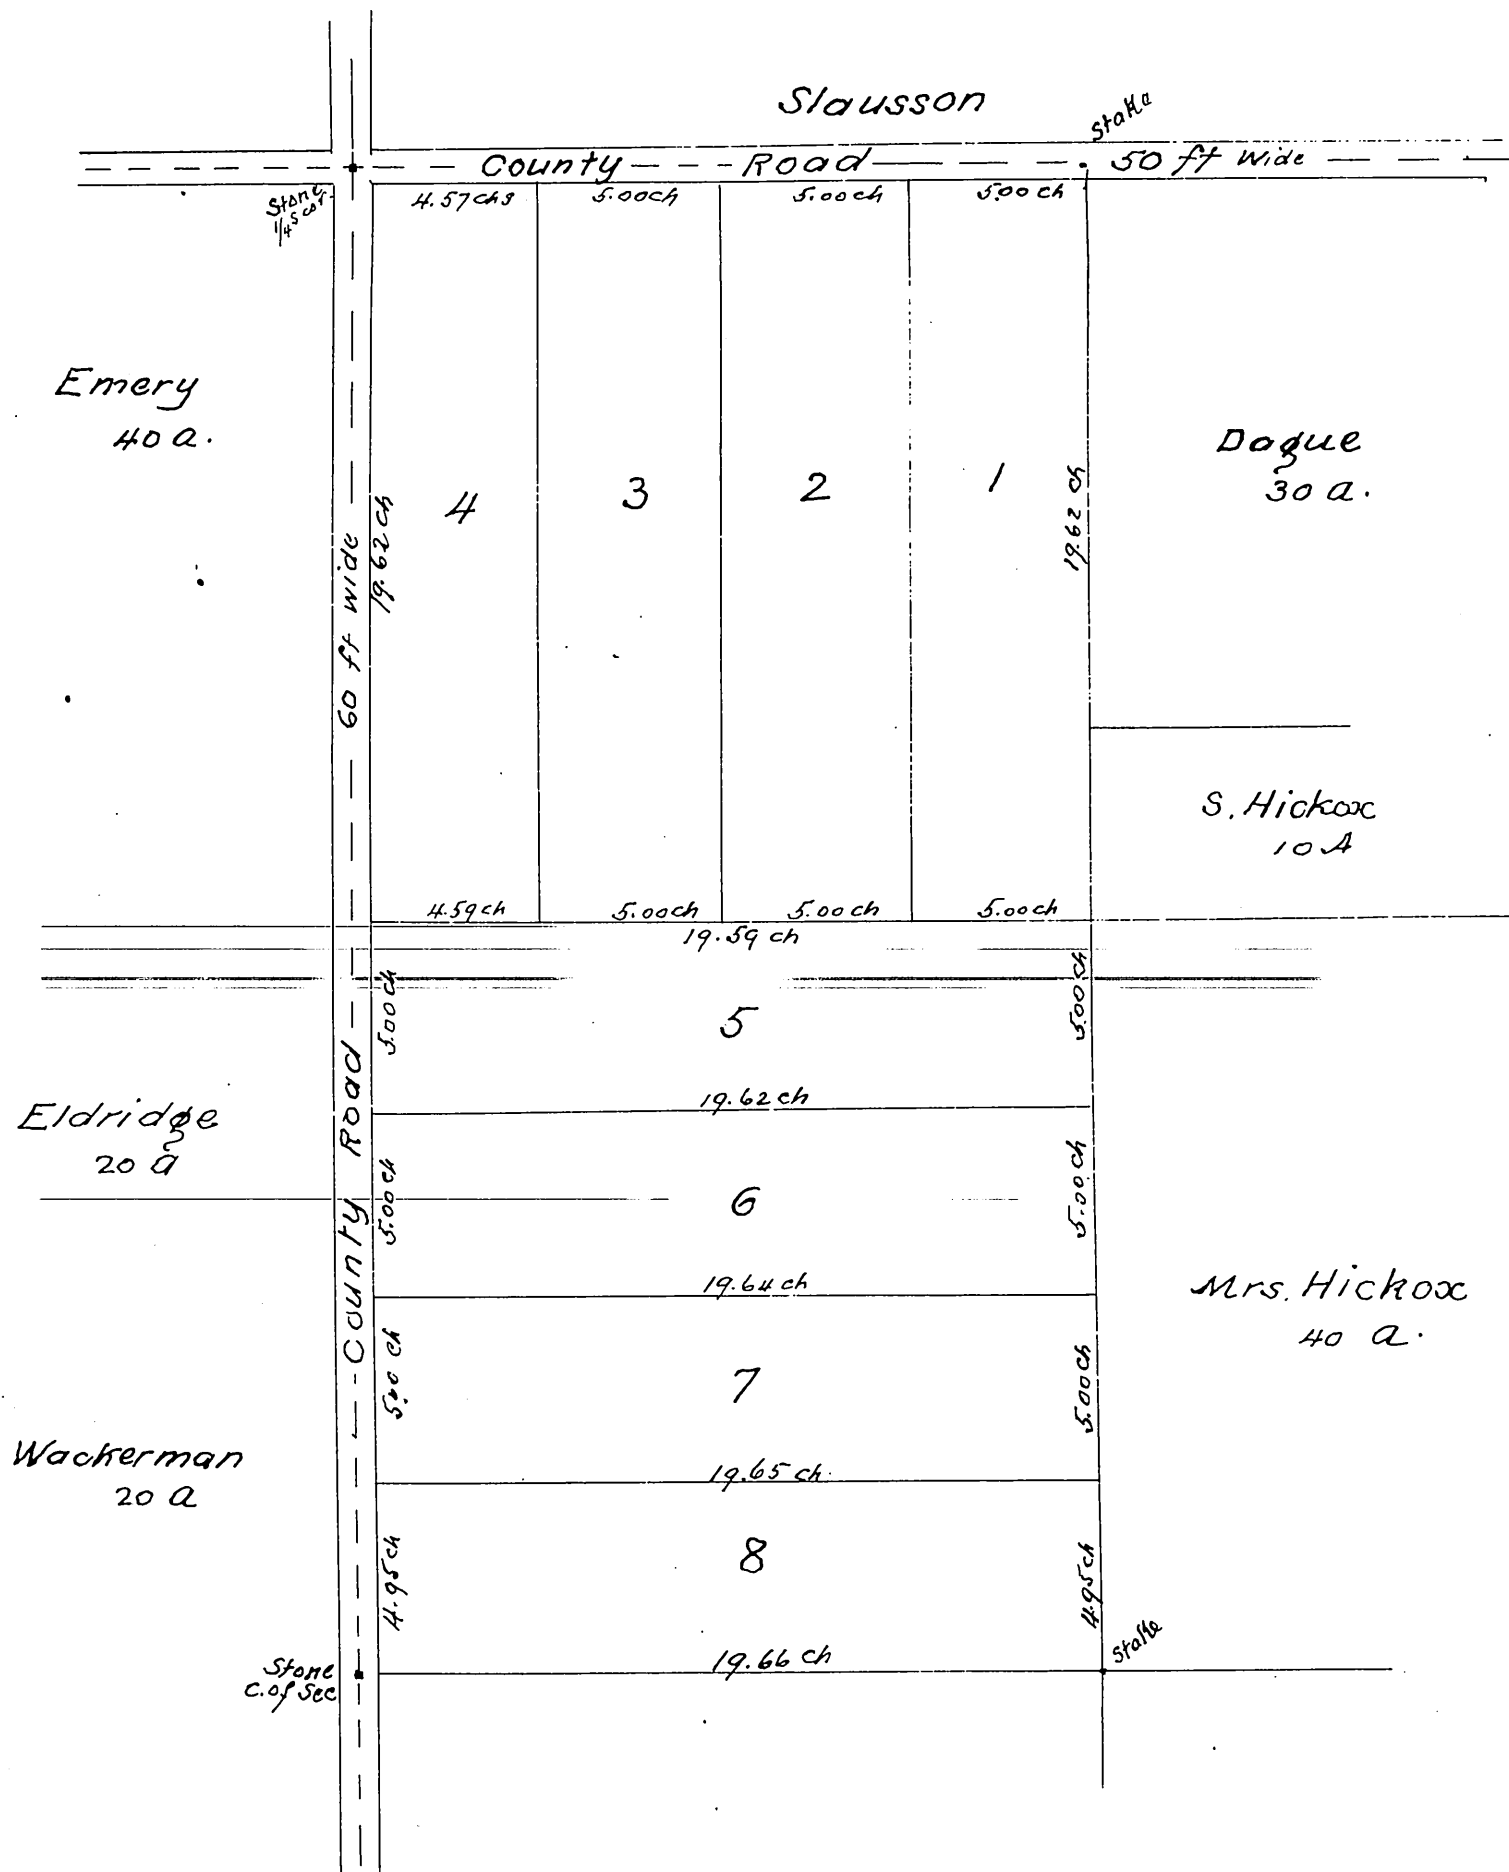 Slausson
Stake
County Road 50 ft Wide
Stone
1/4 S cor.
4.57 chs 5.00 ch 5.00 ch 5.00 ch
Emery
40 a.
Dague
30 a.
4 3 2 1
19.62 ch
19.62 ch
60 ft wide
S. Hickox
10 A
4.59 ch 5.00 ch 5.00 ch 5.00 ch
19.59 ch
5.00 ch
5
5.00 ch
19.62 ch
Eldridge
20 a
County Road
5.00 ch
6
5.00 ch
19.64 ch
Mrs. Hickox
40 a.
5.00 ch
7
5.00 ch
19.65 ch.
Wackerman
20 a
4.95 ch
8
4.95 ch
Stone
C. of Sec
19.66 ch
Stake